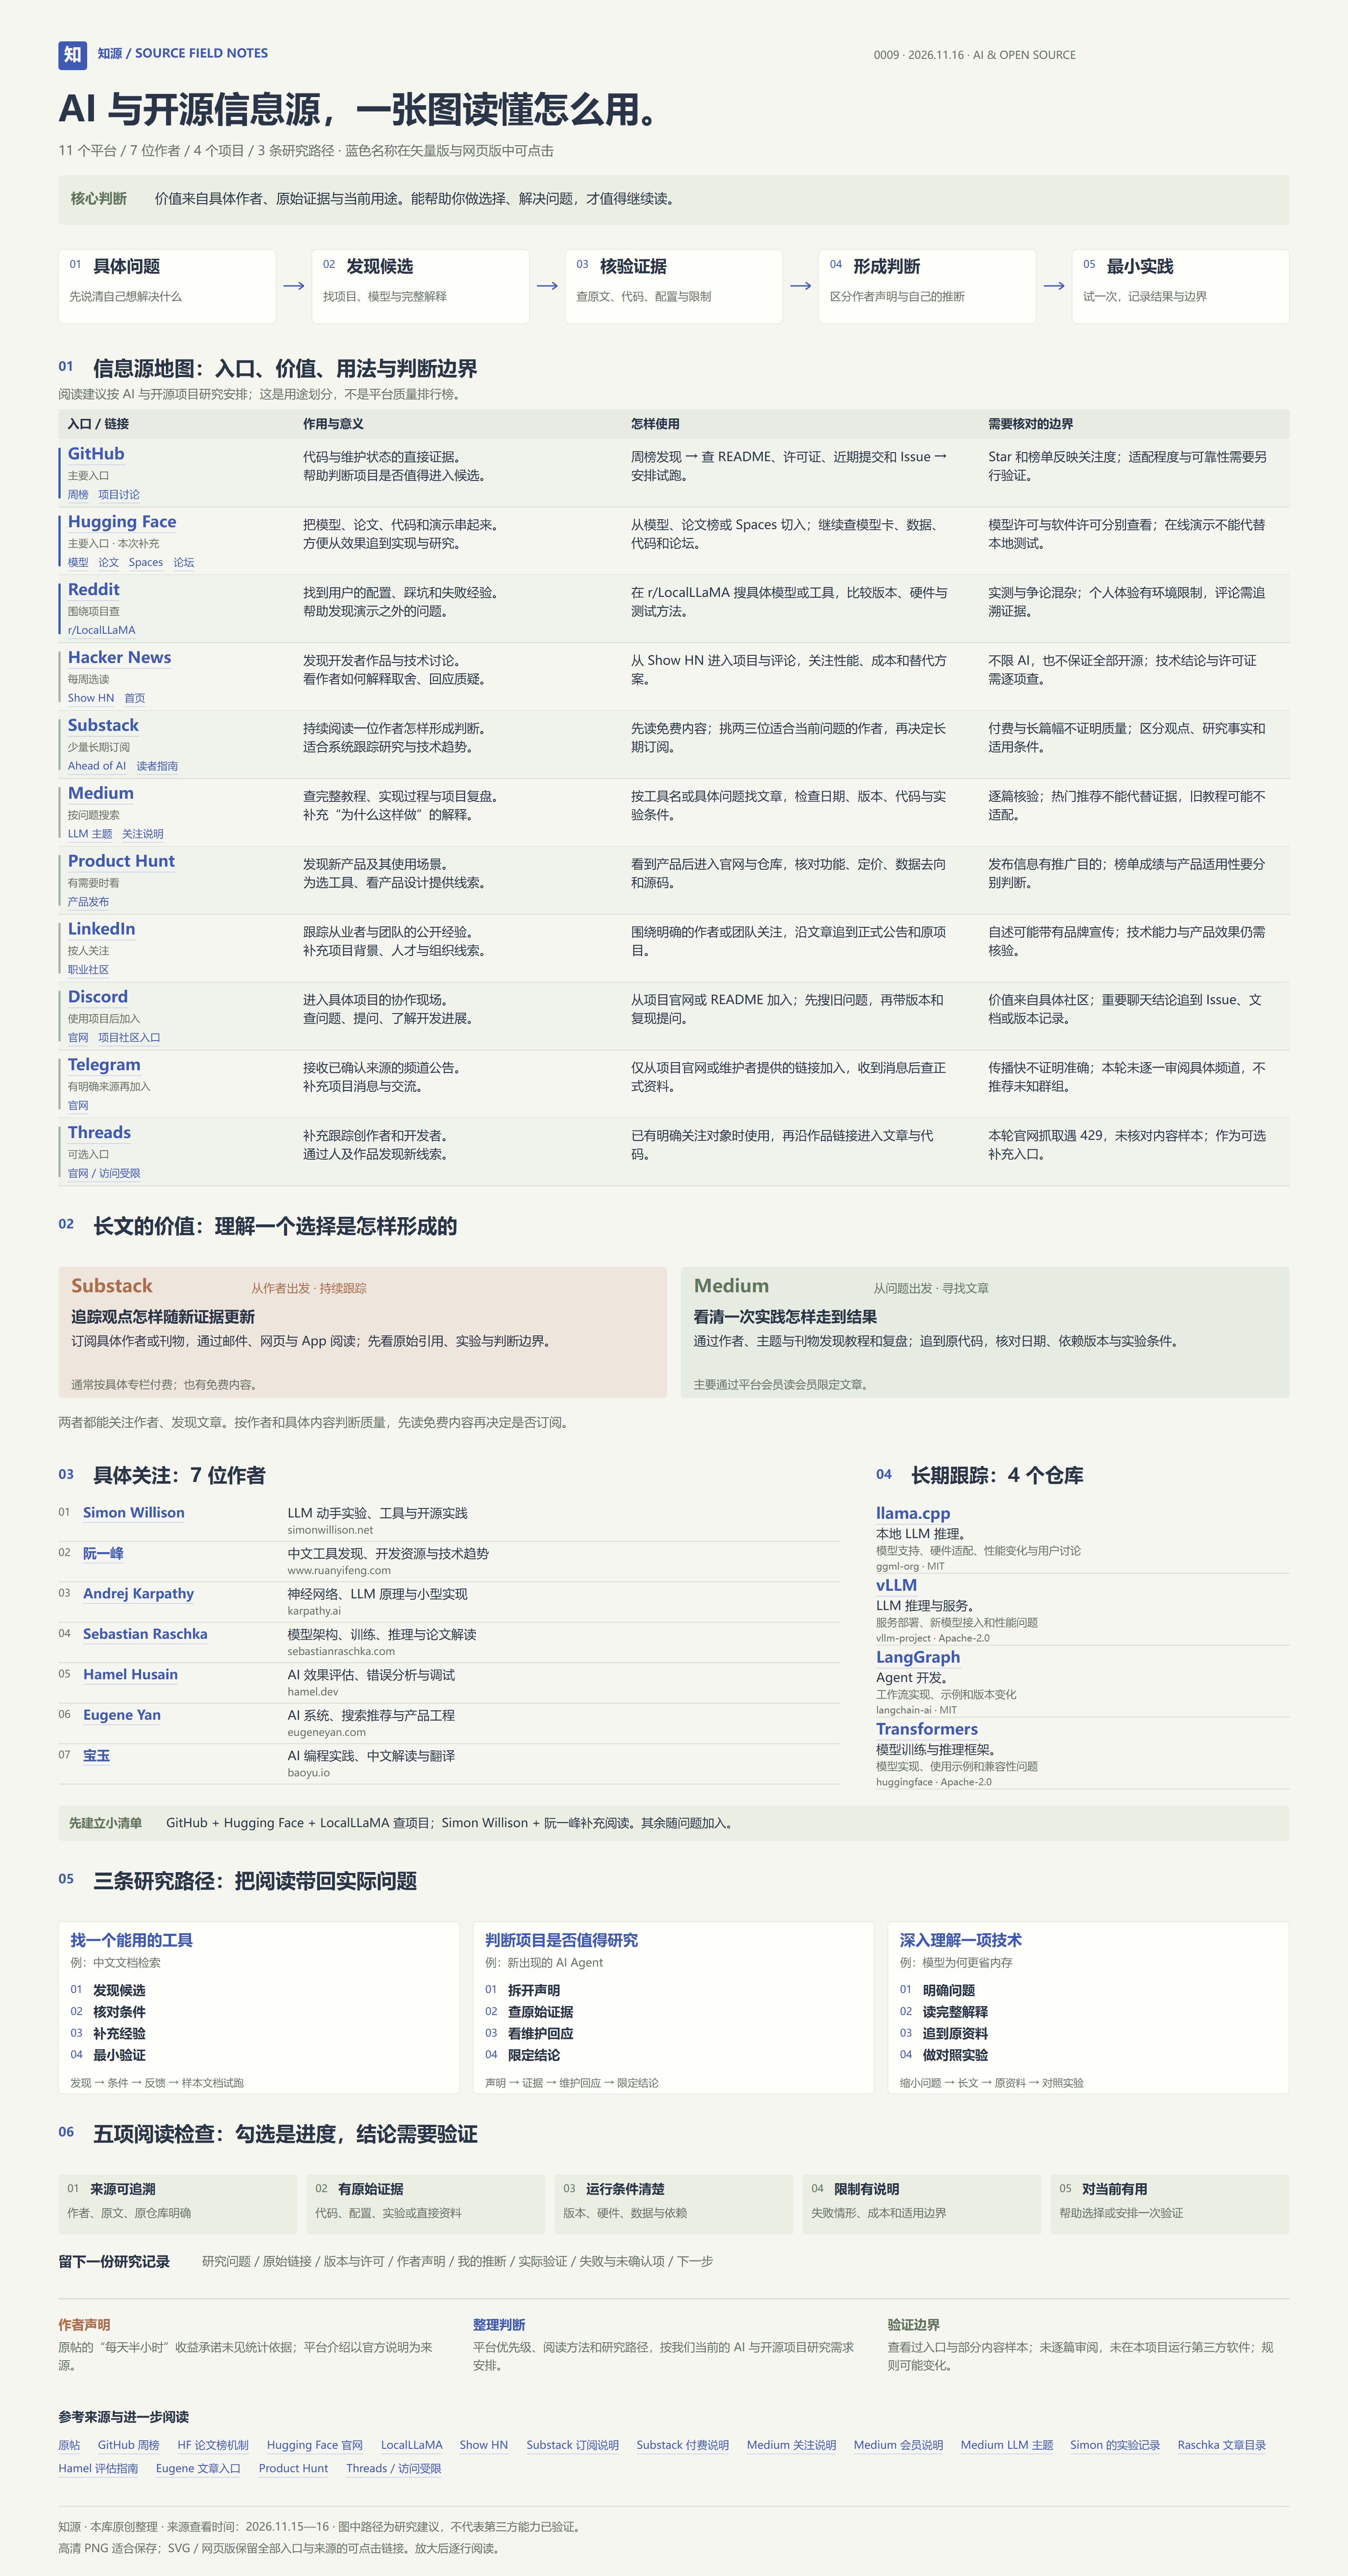 知 知源 / SOURCE FIELD NOTES
0009 · 2026.11.16 · AI & OPEN SOURCE
AI 与开源信息源，一张图读懂怎么用。
11 个平台 / 7 位作者 / 4 个项目 / 3 条研究路径 · 蓝色名称在矢量版与网页版中可点击
核心判断 价值来自具体作者、原始证据与当前用途。能帮助你做选择、解决问题，才值得继续读。
01 具体问题
先说清自己想解决什么
→
02 发现候选
找项目、模型与完整解释
→
03 核验证据
查原文、代码、配置与限制
→
04 形成判断
区分作者声明与自己的推断
→
05 最小实践
试一次，记录结果与边界
01 信息源地图：入口、价值、用法与判断边界
阅读建议按 AI 与开源项目研究安排；这是用途划分，不是平台质量排行榜。
入口 / 链接 作用与意义 怎样使用 需要核对的边界
GitHub
主要入口
周榜 项目讨论
代码与维护状态的直接证据。
帮助判断项目是否值得进入候选。
周榜发现 → 查 README、许可证、近期提交和 Issue →
安排试跑。
Star 和榜单反映关注度；适配程度与可靠性需要另
行验证。
Hugging Face
主要入口 · 本次补充
模型 论文 Spaces 论坛
把模型、论文、代码和演示串起来。
方便从效果追到实现与研究。
从模型、论文榜或 Spaces 切入；继续查模型卡、数据、
代码和论坛。
模型许可与软件许可分别查看；在线演示不能代替
本地测试。
Reddit
围绕项目查
r/LocalLLaMA
找到用户的配置、踩坑和失败经验。
帮助发现演示之外的问题。
在 r/LocalLLaMA 搜具体模型或工具，比较版本、硬件与
测试方法。
实测与争论混杂；个人体验有环境限制，评论需追
溯证据。
Hacker News
每周选读
Show HN 首页
发现开发者作品与技术讨论。
看作者如何解释取舍、回应质疑。
从 Show HN 进入项目与评论，关注性能、成本和替代方
案。
不限 AI，也不保证全部开源；技术结论与许可证
需逐项查。
Substack
少量长期订阅
Ahead of AI 读者指南
持续阅读一位作者怎样形成判断。
适合系统跟踪研究与技术趋势。
先读免费内容；挑两三位适合当前问题的作者，再决定长
期订阅。
付费与长篇幅不证明质量；区分观点、研究事实和
适用条件。
Medium
按问题搜索
LLM 主题 关注说明
查完整教程、实现过程与项目复盘。
补充“为什么这样做”的解释。
按工具名或具体问题找文章，检查日期、版本、代码与实
验条件。
逐篇核验；热门推荐不能代替证据，旧教程可能不
适配。
Product Hunt
有需要时看
产品发布
发现新产品及其使用场景。
为选工具、看产品设计提供线索。
看到产品后进入官网与仓库，核对功能、定价、数据去向
和源码。
发布信息有推广目的；榜单成绩与产品适用性要分
别判断。
LinkedIn
按人关注
职业社区
跟踪从业者与团队的公开经验。
补充项目背景、人才与组织线索。
围绕明确的作者或团队关注，沿文章追到正式公告和原项
目。
自述可能带有品牌宣传；技术能力与产品效果仍需
核验。
Discord
使用项目后加入
官网 项目社区入口
进入具体项目的协作现场。
查问题、提问、了解开发进展。
从项目官网或 README 加入；先搜旧问题，再带版本和
复现提问。
价值来自具体社区；重要聊天结论追到 Issue、文
档或版本记录。
Telegram
有明确来源再加入
官网
接收已确认来源的频道公告。
补充项目消息与交流。
仅从项目官网或维护者提供的链接加入，收到消息后查正
式资料。
传播快不证明准确；本轮未逐一审阅具体频道，不
推荐未知群组。
Threads
可选入口
官网 / 访问受限
补充跟踪创作者和开发者。
通过人及作品发现新线索。
已有明确关注对象时使用，再沿作品链接进入文章与代
码。
本轮官网抓取遇 429，未核对内容样本；作为可选
补充入口。
02 长文的价值：理解一个选择是怎样形成的
Substack 从作者出发 · 持续跟踪
追踪观点怎样随新证据更新
订阅具体作者或刊物，通过邮件、网页与 App 阅读；先看原始引用、实验与判断边界。
通常按具体专栏付费；也有免费内容。
Medium 从问题出发 · 寻找文章
看清一次实践怎样走到结果
通过作者、主题与刊物发现教程和复盘；追到原代码，核对日期、依赖版本与实验条件。
主要通过平台会员读会员限定文章。
两者都能关注作者、发现文章。按作者和具体内容判断质量，先读免费内容再决定是否订阅。
03 具体关注：7 位作者
01 Simon Willison LLM 动手实验、工具与开源实践
simonwillison.net
02 阮一峰 中文工具发现、开发资源与技术趋势
www.ruanyifeng.com
03 Andrej Karpathy 神经网络、LLM 原理与小型实现
karpathy.ai
04 Sebastian Raschka 模型架构、训练、推理与论文解读
sebastianraschka.com
05 Hamel Husain AI 效果评估、错误分析与调试
hamel.dev
06 Eugene Yan AI 系统、搜索推荐与产品工程
eugeneyan.com
07 宝玉 AI 编程实践、中文解读与翻译
baoyu.io
04 长期跟踪：4 个仓库
llama.cpp
本地 LLM 推理。
模型支持、硬件适配、性能变化与用户讨论
ggml-org · MIT
vLLM
LLM 推理与服务。
服务部署、新模型接入和性能问题
vllm-project · Apache-2.0
LangGraph
Agent 开发。
工作流实现、示例和版本变化
langchain-ai · MIT
Transformers
模型训练与推理框架。
模型实现、使用示例和兼容性问题
huggingface · Apache-2.0
先建立小清单 GitHub + Hugging Face + LocalLLaMA 查项目；Simon Willison + 阮一峰补充阅读。其余随问题加入。
05 三条研究路径：把阅读带回实际问题
找一个能用的工具
例：中文文档检索
01 发现候选
02 核对条件
03 补充经验
04 最小验证
发现 → 条件 → 反馈 → 样本文档试跑
判断项目是否值得研究
例：新出现的 AI Agent
01 拆开声明
02 查原始证据
03 看维护回应
04 限定结论
声明 → 证据 → 维护回应 → 限定结论
深入理解一项技术
例：模型为何更省内存
01 明确问题
02 读完整解释
03 追到原资料
04 做对照实验
缩小问题 → 长文 → 原资料 → 对照实验
06 五项阅读检查：勾选是进度，结论需要验证
01 来源可追溯
作者、原文、原仓库明确
02 有原始证据
代码、配置、实验或直接资料
03 运行条件清楚
版本、硬件、数据与依赖
04 限制有说明
失败情形、成本和适用边界
05 对当前有用
帮助选择或安排一次验证
留下一份研究记录 研究问题 / 原始链接 / 版本与许可 / 作者声明 / 我的推断 / 实际验证 / 失败与未确认项 / 下一步
作者声明
原帖的“每天半小时”收益承诺未见统计依据；平台介绍以官方说明为来
源。
整理判断
平台优先级、阅读方法和研究路径，按我们当前的 AI 与开源项目研究需求
安排。
验证边界
查看过入口与部分内容样本；未逐篇审阅，未在本项目运行第三方软件；规
则可能变化。
参考来源与进一步阅读
原帖 GitHub 周榜 HF 论文榜机制 Hugging Face 官网 LocalLLaMA Show HN Substack 订阅说明 Substack 付费说明 Medium 关注说明 Medium 会员说明 Medium LLM 主题 Simon 的实验记录 Raschka 文章目录
Hamel 评估指南 Eugene 文章入口 Product Hunt Threads / 访问受限
知源 · 本库原创整理 · 来源查看时间：2026.11.15—16 · 图中路径为研究建议，不代表第三方能力已验证。
高清 PNG 适合保存；SVG / 网页版保留全部入口与来源的可点击链接。放大后逐行阅读。